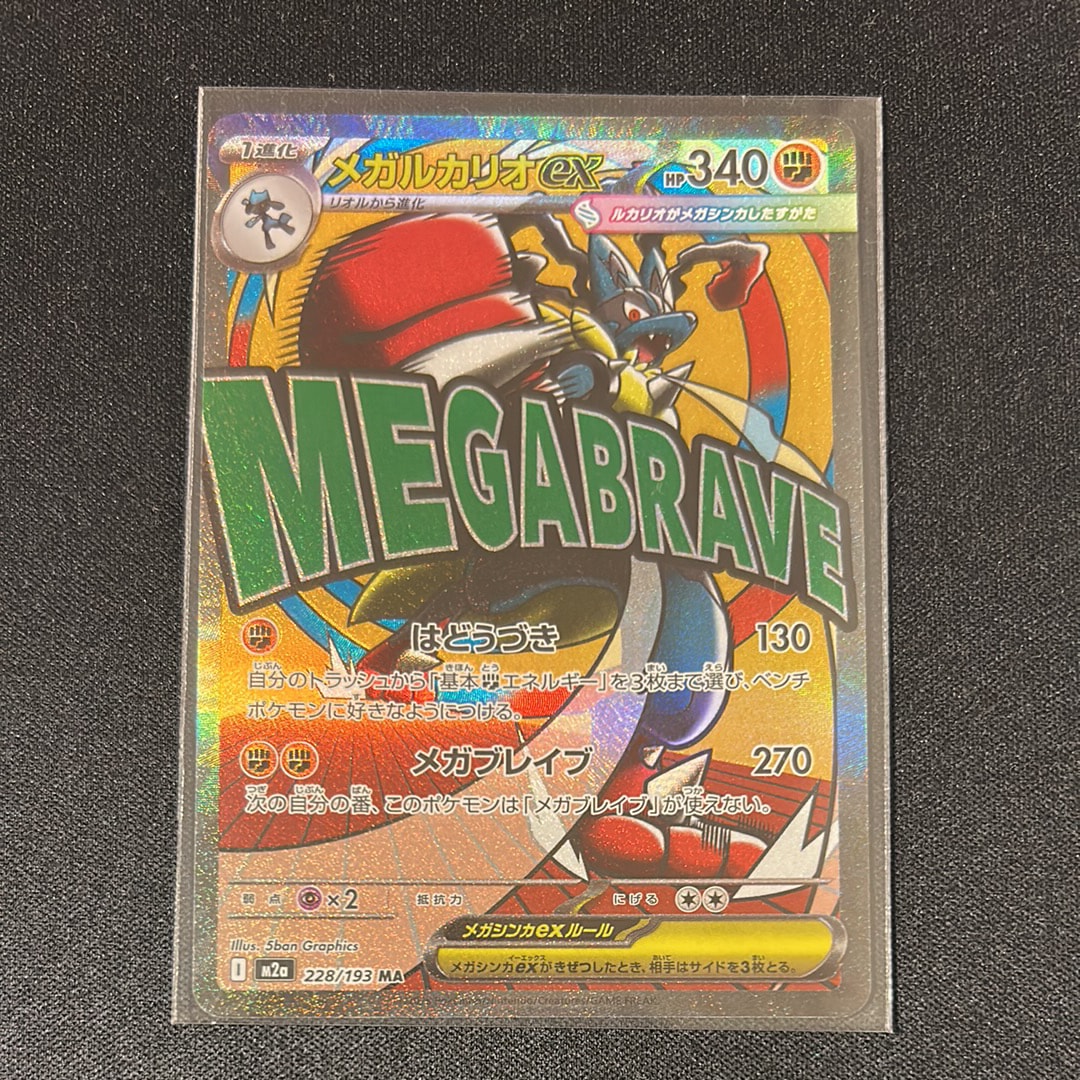 1進化
メガルカリオex
HP340
リオルから進化
ルカリオがメガシンカしたすがた
MEGABRAVE
はどうづき 130
自分のトラッシュから「基本エネルギー」を3枚まで選び、ベンチ
ポケモンに好きなようにつける。
メガブレイブ 270
次の自分の番、このポケモンは「メガブレイブ」が使えない。
弱点 ×2 抵抗力 にげる
メガシンカexルール
メガシンカexがきぜつしたとき、相手はサイドを3枚とる。
Illus. 5ban Graphics
I m2a 228/193 MA
Nintendo/Creatures/GAME FREAK